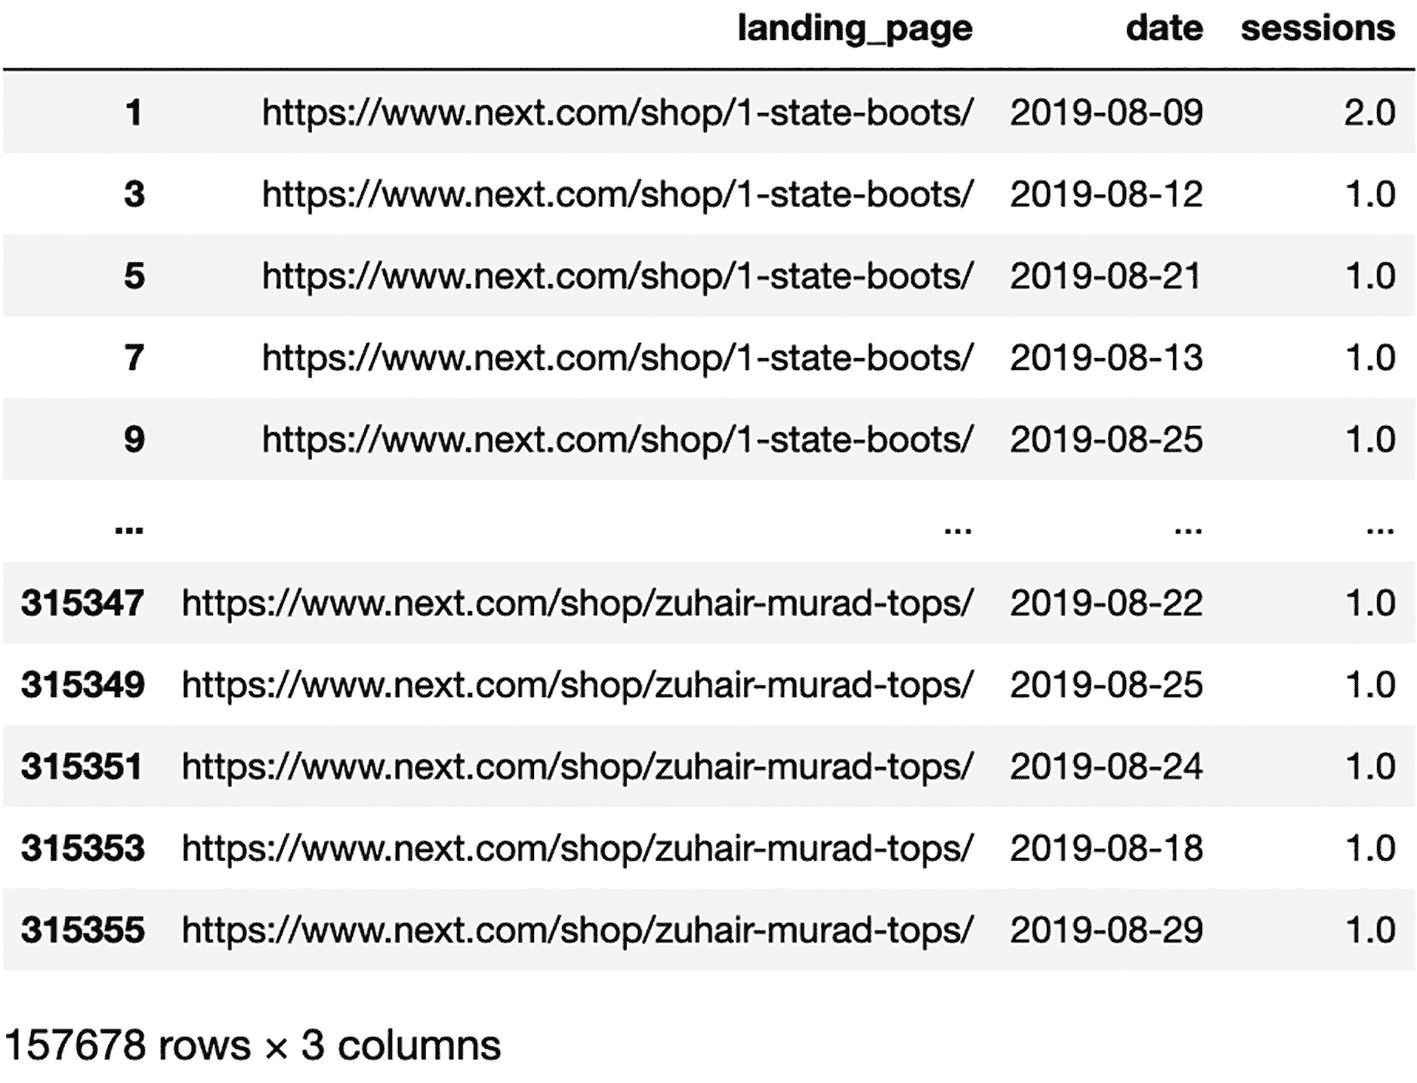 landing_page date sessions
1 https://www.next.com/shop/1-state-boots/ 2019-08-09 2.0
3 https://www.next.com/shop/1-state-boots/ 2019-08-12 1.0
5 https://www.next.com/shop/1-state-boots/ 2019-08-21 1.0
7 https://www.next.com/shop/1-state-boots/ 2019-08-13 1.0
9 https://www.next.com/shop/1-state-boots/ 2019-08-25 1.0
... ... ... ...
315347 https://www.next.com/shop/zuhair-murad-tops/ 2019-08-22 1.0
315349 https://www.next.com/shop/zuhair-murad-tops/ 2019-08-25 1.0
315351 https://www.next.com/shop/zuhair-murad-tops/ 2019-08-24 1.0
315353 https://www.next.com/shop/zuhair-murad-tops/ 2019-08-18 1.0
315355 https://www.next.com/shop/zuhair-murad-tops/ 2019-08-29 1.0
157678 rows × 3 columns